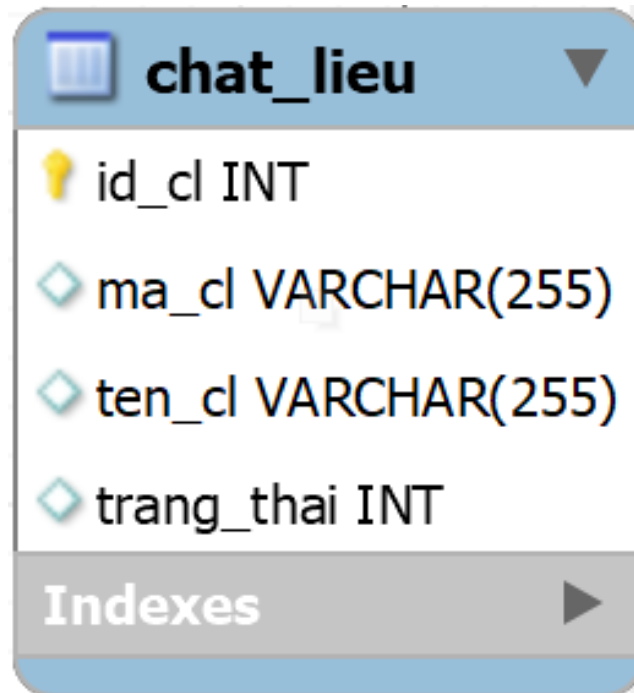 chat_lieu
id_cl INT
ma_cl VARCHAR(255)
ten_cl VARCHAR(255)
trang_thai INT
Indexes